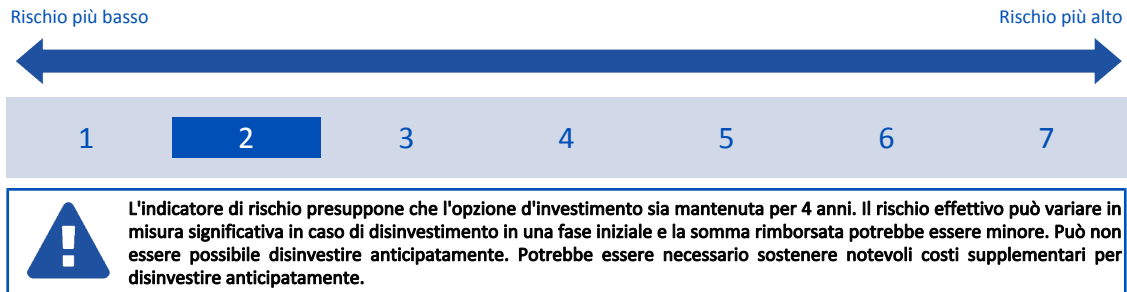 Rischio più basso Rischio più alto
1 2 3 4 5 6 7
L'indicatore di rischio presuppone che l'opzione d'investimento sia mantenuta per 4 anni. Il rischio effettivo può variare in
misura significativa in caso di disinvestimento in una fase iniziale e la somma rimborsata potrebbe essere minore. Può non
essere possibile disinvestire anticipatamente. Potrebbe essere necessario sostenere notevoli costi supplementari per
disinvestire anticipatamente.